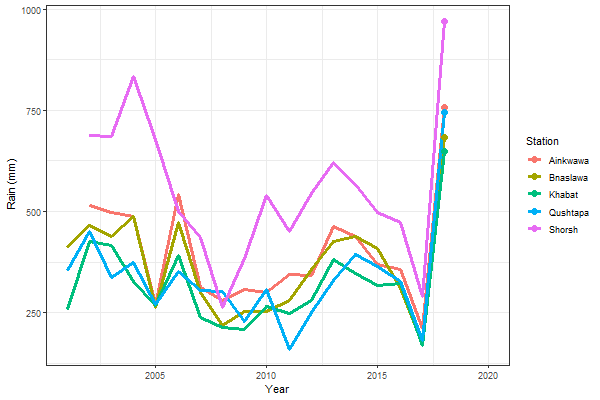 1000
750
500
250
Rain (mm)
2005 2010 2015 2020
Year
Station
Ainkwawa
Bnaslawa
Khabat
Qushtapa
Shorsh